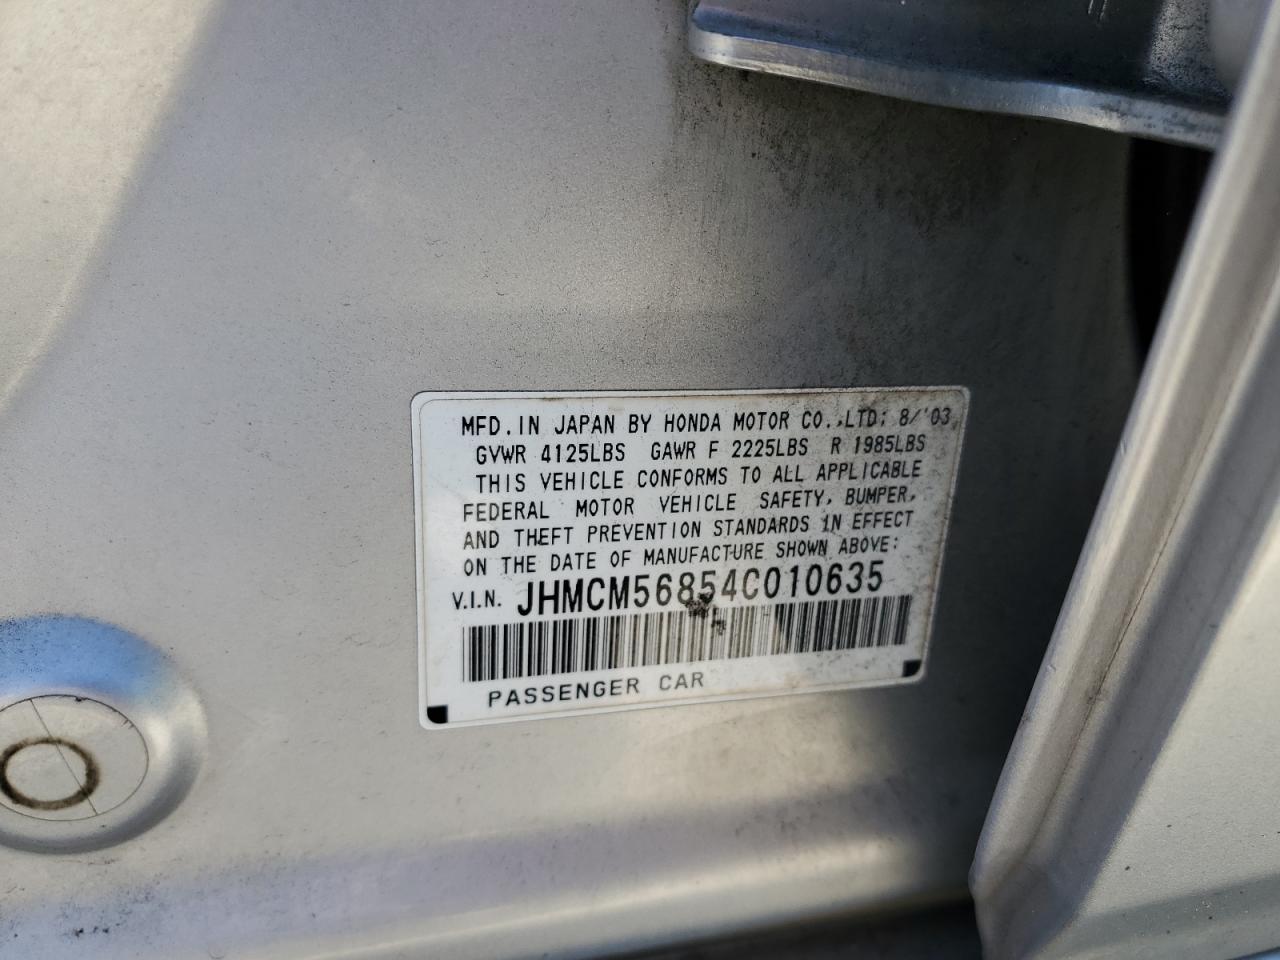 MFD. IN JAPAN BY HONDA MOTOR CO.,LTD; 8/'03
GVWR 4125LBS GAWR F 2225LBS R 1985LBS
THIS VEHICLE CONFORMS TO ALL APPLICABLE
FEDERAL MOTOR VEHICLE SAFETY, BUMPER,
AND THEFT PREVENTION STANDARDS IN EFFECT
ON THE DATE OF MANUFACTURE SHOWN ABOVE:
V.I.N. JHMCM56854C010635
PASSENGER CAR